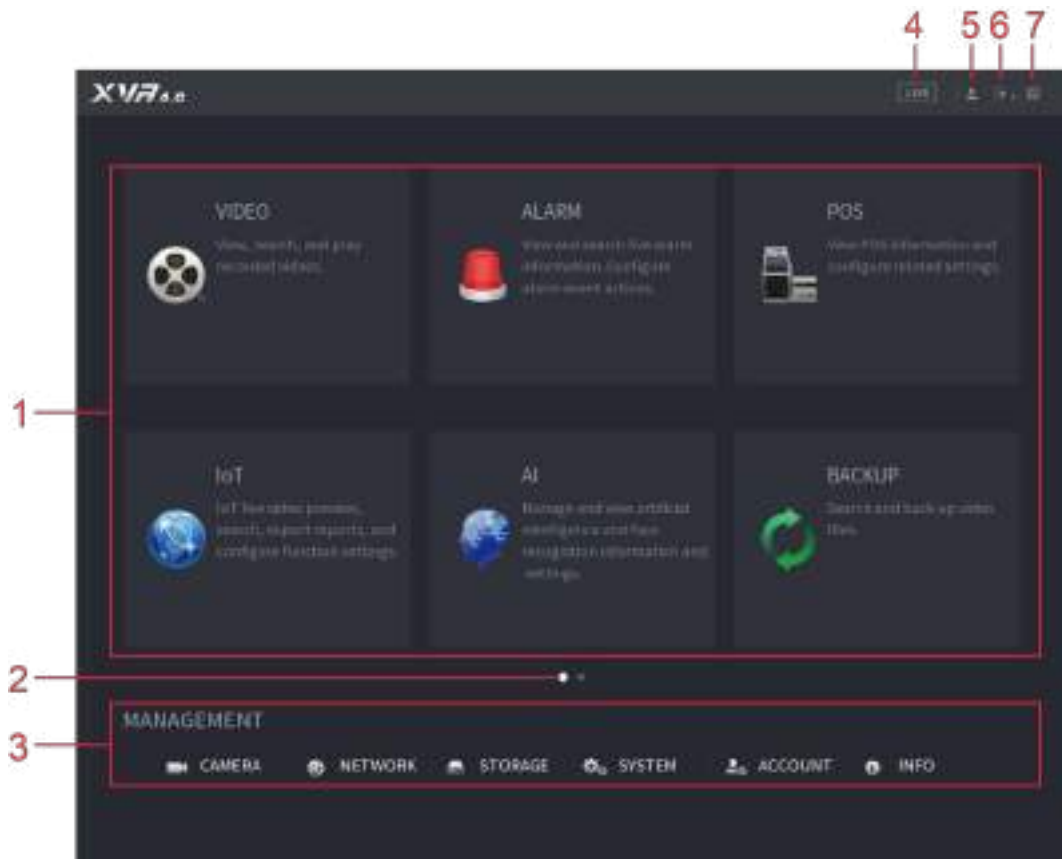 4 5 6 7
XVR 4.0
LIVE
VIDEO
View, search, and play
recorded videos.
ALARM
View and search live alarm
information. Configure
alarm event actions.
POS
View POS information and
configure related settings.
1
IoT
IoT live video preview,
search, export reports, and
configure function settings.
AI
Manage and view artificial
intelligence and face
recognition information and
settings.
BACKUP
Search and back up video
files.
2
3
MANAGEMENT
CAMERA NETWORK STORAGE SYSTEM ACCOUNT INFO